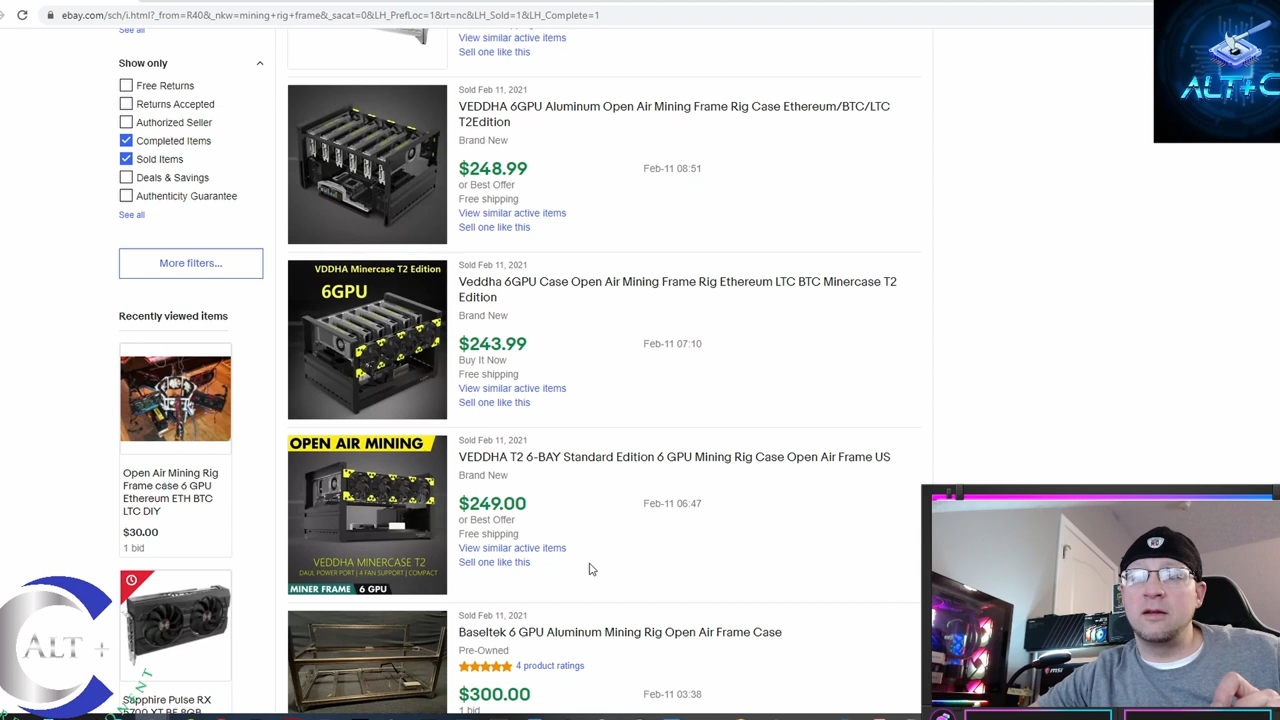 ebay.com/sch/i.html?_from=R40&_nkw=mining+rig+frame&_sacat=0&LH_PrefLoc=1&rt=nc&LH_Sold=1&LH_Complete=1
See all
Show only
Free Returns
Returns Accepted
Authorized Seller
Completed Items
Sold Items
Deals & Savings
Authenticity Guarantee
See all
More filters...
Recently viewed items
Open Air Mining Rig
Frame case 6 GPU
Ethereum ETH BTC
LTC DIY
$30.00
1 bid
Sapphire Pulse RX
View similar active items
Sell one like this
Sold Feb 11, 2021
VEDDHA 6GPU Aluminum Open Air Mining Frame Rig Case Ethereum/BTC/LTC
T2Edition
Brand New
$248.99
Feb-11 08:51
or Best Offer
Free shipping
View similar active items
Sell one like this
VDDHA Minercase T2 Edition
6GPU
Sold Feb 11, 2021
Veddha 6GPU Case Open Air Mining Frame Rig Ethereum LTC BTC Minercase T2
Edition
Brand New
$243.99
Feb-11 07:10
Buy It Now
Free shipping
View similar active items
Sell one like this
OPEN AIR MINING
VEDDHA MINERCASE T2
DAUL POWER PORT | 4 FAN SUPPORT | COMPACT
MINER FRAME 6 GPU
Sold Feb 11, 2021
VEDDHA T2 6-BAY Standard Edition 6 GPU Mining Rig Case Open Air Frame US
Brand New
$249.00
Feb-11 06:47
or Best Offer
Free shipping
View similar active items
Sell one like this
Sold Feb 11, 2021
Baseltek 6 GPU Aluminum Mining Rig Open Air Frame Case
Pre-Owned
4 product ratings
$300.00
Feb-11 03:38
1 bid
ALT+C
ALT +
msi